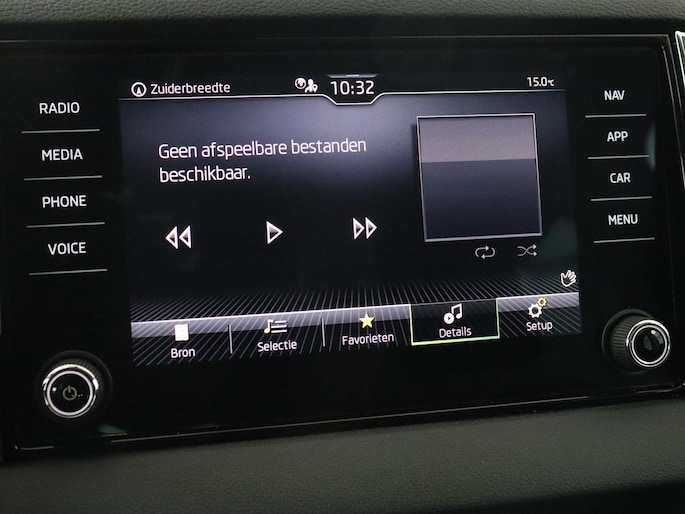 RADIO
MEDIA
PHONE
VOICE
Zuiderbreedte
10:32
15.0°C
Geen afspeelbare bestanden
beschikbaar.
Bron
Selectie
Favorieten
Details
Setup
NAV
APP
CAR
MENU